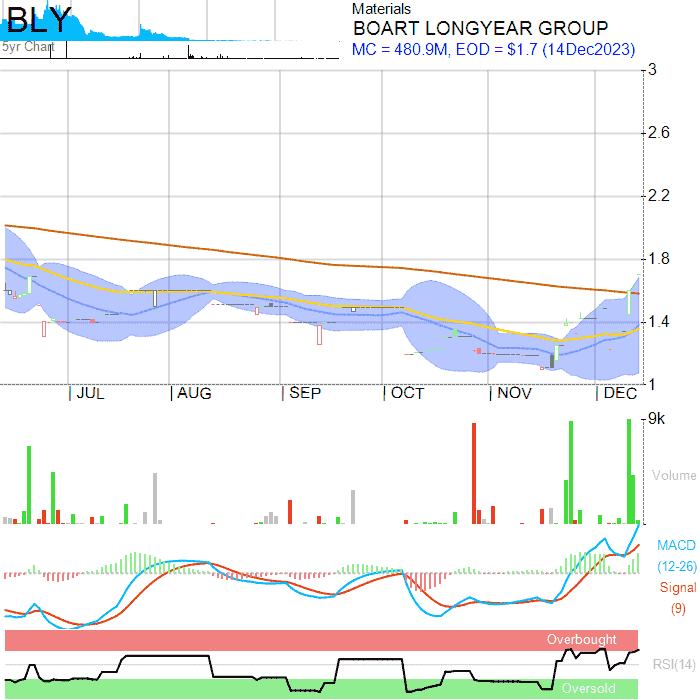 BLY
5yr Chart
Materials
BOART LONGYEAR GROUP
MC = 480.9M, EOD = $1.7 (14Dec2023)
3
2.6
2.2
1.8
1.4
1
JUL AUG SEP OCT NOV DEC
9k
Volume
MACD
(12-26)
Signal
(9)
Overbought
RSI(14)
Oversold